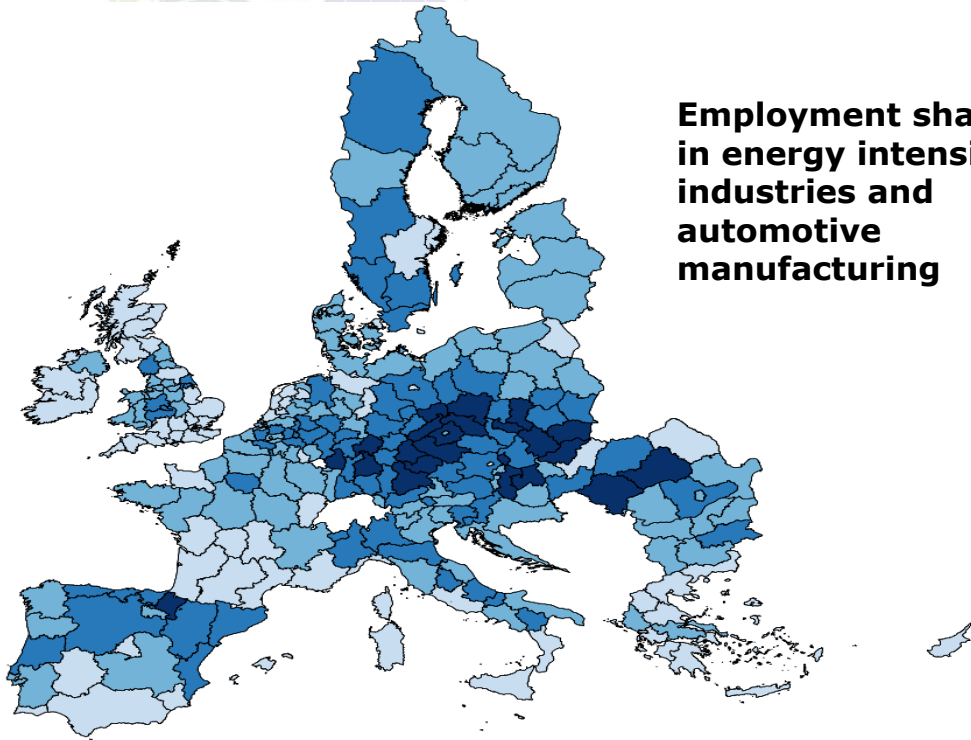 Employment sha
in energy intensi
industries and
automotive
manufacturing